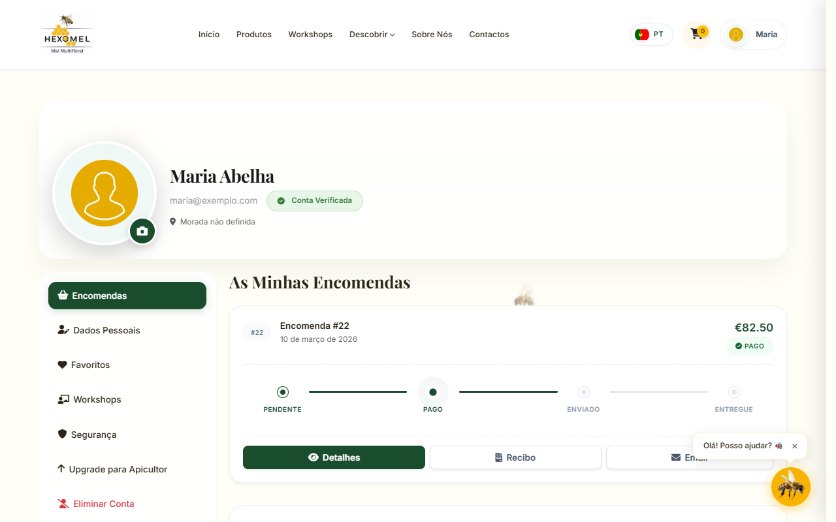 HEXOMEL
Mel Multifloral
Início
Produtos
Workshops
Descobrir
Sobre Nós
Contactos
PT
0
Maria
Maria Abelha
maria@exemplo.com
Conta Verificada
Morada não definida
Encomendas
Dados Pessoais
Favoritos
Workshops
Segurança
Upgrade para Apicultor
Eliminar Conta
As Minhas Encomendas
#22
Encomenda #22
10 de março de 2026
€82.50
PAGO
PENDENTE
PAGO
ENVIADO
ENTREGUE
Detalhes
Recibo
Olá! Posso ajudar?
×